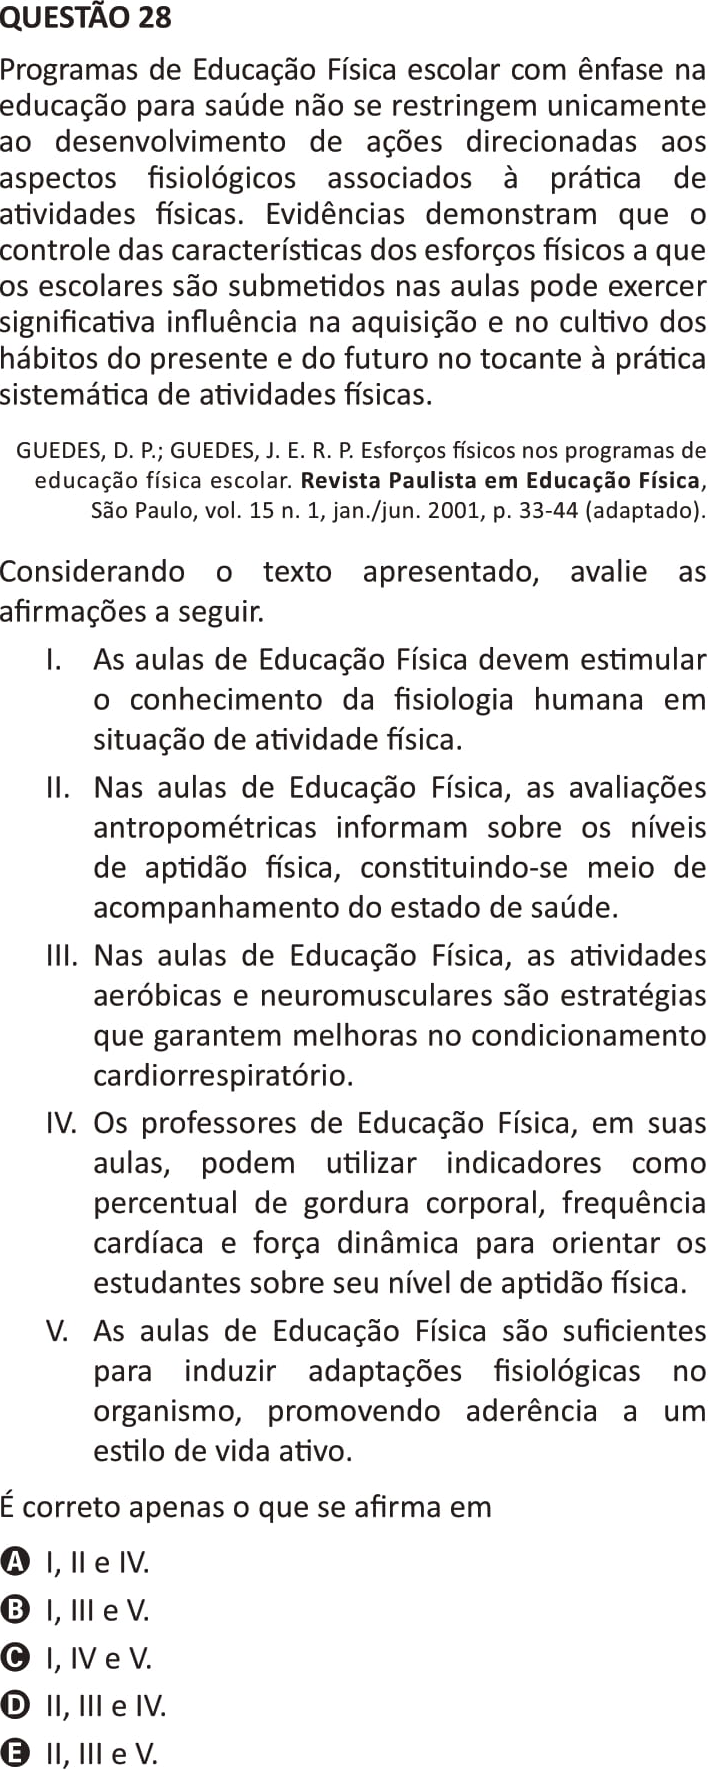 QUESTÃO 28
Programas de Educação Física escolar com ênfase na
educação para saúde não se restringem unicamente
ao desenvolvimento de ações direcionadas aos
aspectos fisiológicos associados à prática de
atividades físicas. Evidências demonstram que o
controle das características dos esforços físicos a que
os escolares são submetidos nas aulas pode exercer
significativa influência na aquisição e no cultivo dos
hábitos do presente e do futuro no tocante à prática
sistemática de atividades físicas.
GUEDES, D. P.; GUEDES, J. E. R. P. Esforços físicos nos programas de
educação física escolar. Revista Paulista em Educação Física,
São Paulo, vol. 15 n. 1, jan./jun. 2001, p. 33-44 (adaptado).
Considerando o texto apresentado, avalie as
afirmações a seguir.
I. As aulas de Educação Física devem estimular
o conhecimento da fisiologia humana em
situação de atividade física.
II. Nas aulas de Educação Física, as avaliações
antropométricas informam sobre os níveis
de aptidão física, constituindo-se meio de
acompanhamento do estado de saúde.
III. Nas aulas de Educação Física, as atividades
aeróbicas e neuromusculares são estratégias
que garantem melhoras no condicionamento
cardiorrespiratório.
IV. Os professores de Educação Física, em suas
aulas, podem utilizar indicadores como
percentual de gordura corporal, frequência
cardíaca e força dinâmica para orientar os
estudantes sobre seu nível de aptidão física.
V. As aulas de Educação Física são suficientes
para induzir adaptações fisiológicas no
organismo, promovendo aderência a um
estilo de vida ativo.
É correto apenas o que se afirma em
A I, II e IV.
B I, III e V.
C I, IV e V.
D II, III e IV.
E II, III e V.